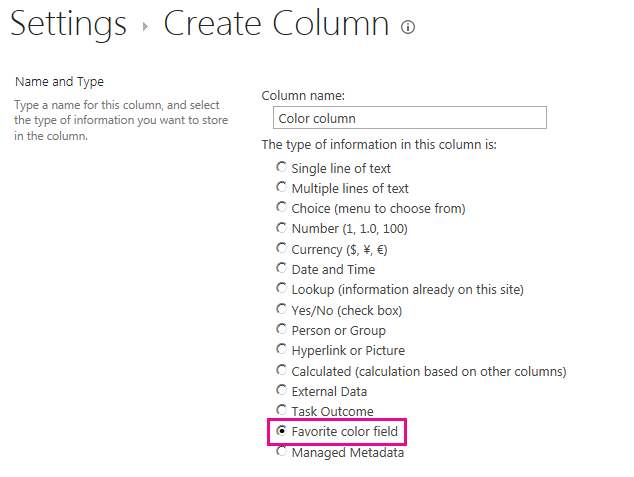 Settings ▸ Create Column
Name and Type
Type a name for this column, and select
the type of information you want to store
in the column.
Column name:
Color column
The type of information in this column is:
Single line of text
Multiple lines of text
Choice (menu to choose from)
Number (1, 1.0, 100)
Currency ($, ¥, €)
Date and Time
Lookup (information already on this site)
Yes/No (check box)
Person or Group
Hyperlink or Picture
Calculated (calculation based on other columns)
External Data
Task Outcome
Favorite color field
Managed Metadata